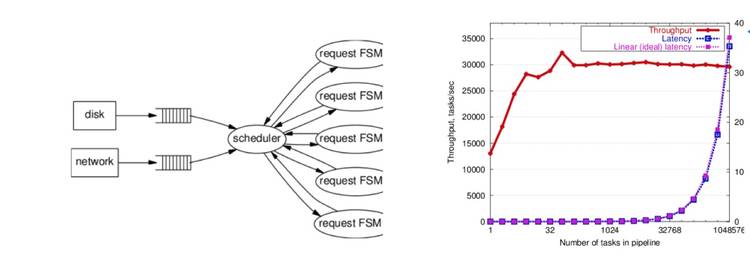 disk
network
scheduler
request FSM
request FSM
request FSM
request FSM
request FSM
Throughput
Latency
Linear (ideal) latency
Throughput, tasks/sec
35000
30000
25000
20000
15000
10000
5000
0
40
30
20
10
0
1
32
1024
32768
1048576
Number of tasks in pipeline